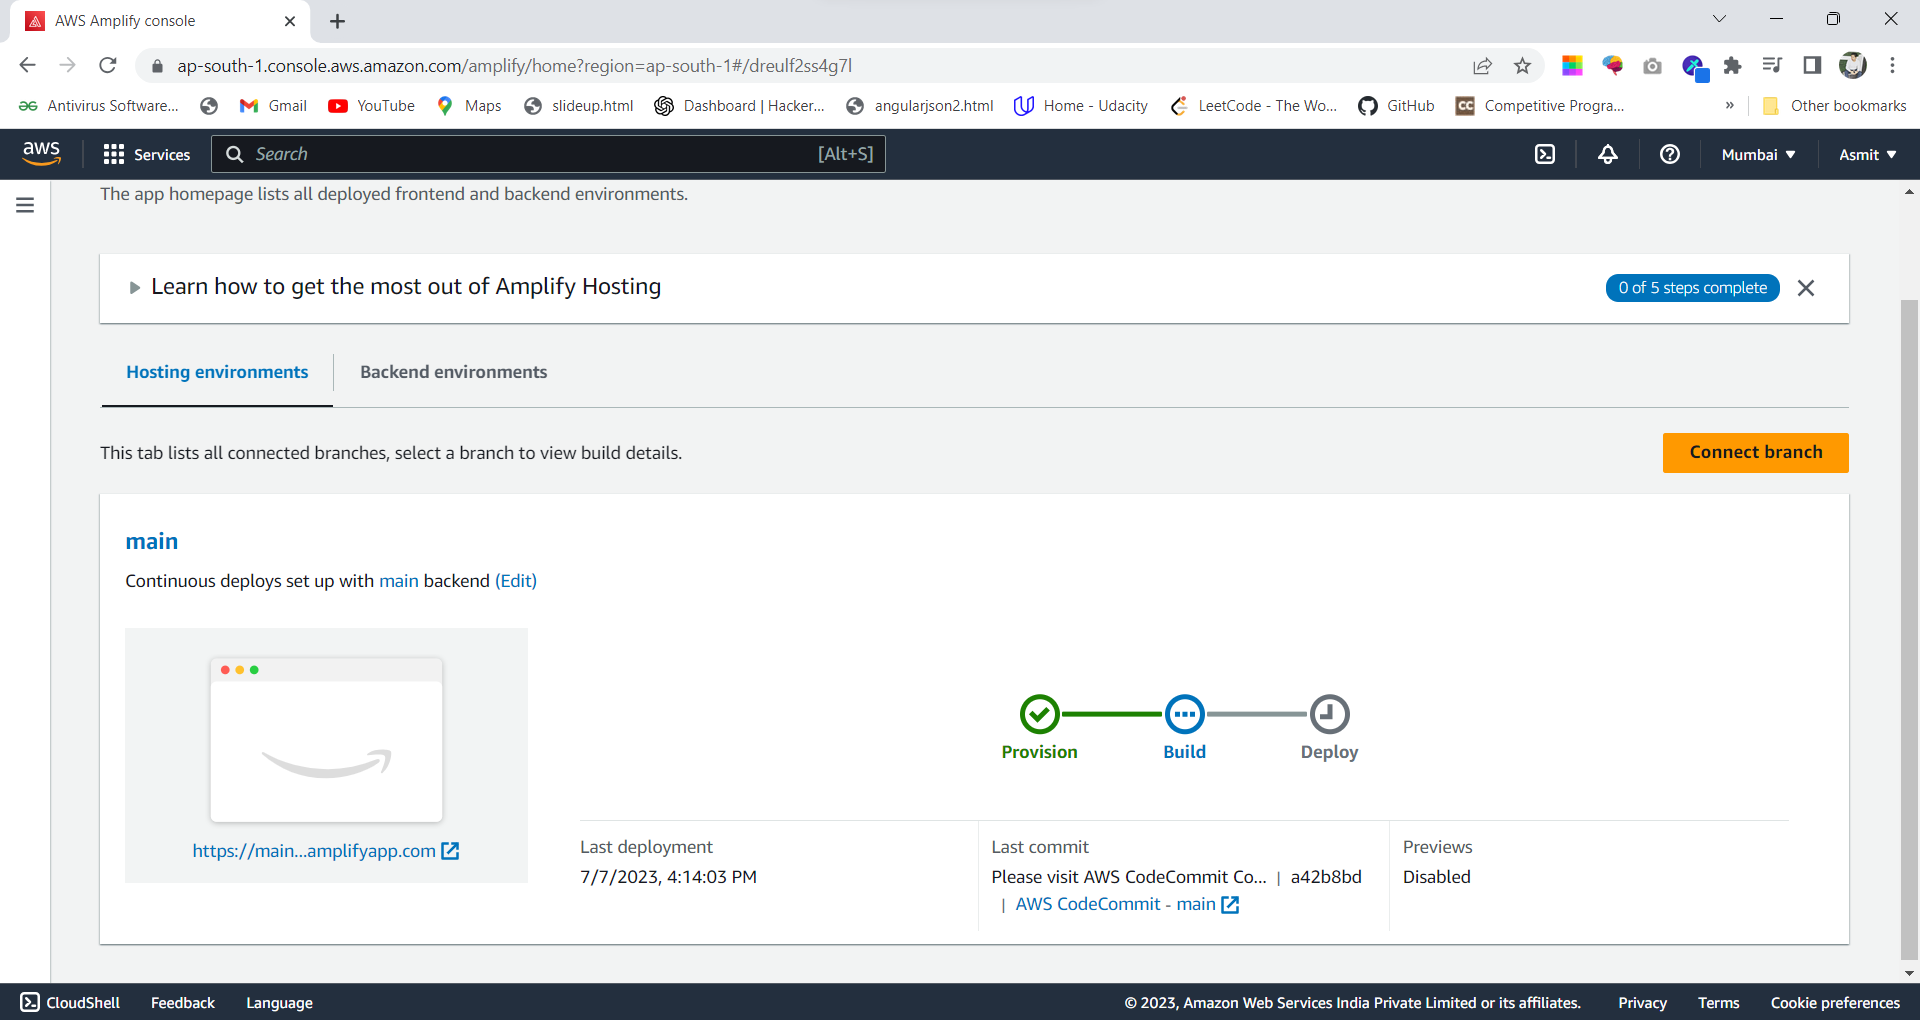 AWS Amplify console
ap-south-1.console.aws.amazon.com/amplify/home?region=ap-south-1#/dreulf2ss4g7l
Antivirus Software... Gmail YouTube Maps slideup.html Dashboard | Hacker... angularjson2.html Home - Udacity LeetCode - The Wo... GitHub CC Competitive Progra... » Other bookmarks
aws Services Search [Alt+S] Mumbai Asmit
The app homepage lists all deployed frontend and backend environments.
Learn how to get the most out of Amplify Hosting 0 of 5 steps complete
Hosting environments Backend environments
This tab lists all connected branches, select a branch to view build details. Connect branch
main
Continuous deploys set up with main backend (Edit)
Provision Build Deploy
https://main...amplifyapp.com
Last deployment Last commit Previews
7/7/2023, 4:14:03 PM Please visit AWS CodeCommit Co... | a42b8bd Disabled
| AWS CodeCommit - main
CloudShell Feedback Language © 2023, Amazon Web Services India Private Limited or its affiliates. Privacy Terms Cookie preferences